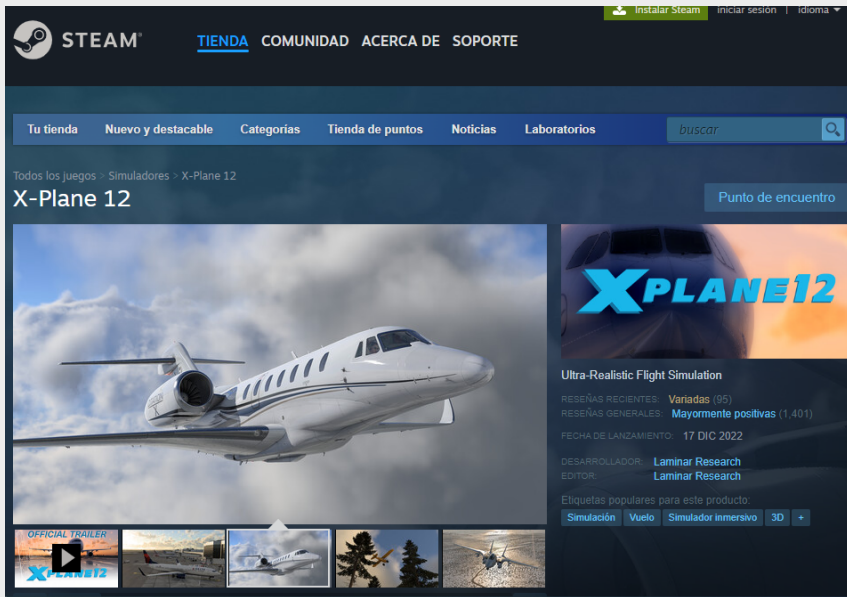 Instalar Steam
iniciar sesión | idioma
STEAM®
TIENDA COMUNIDAD ACERCA DE SOPORTE
Tu tienda Nuevo y destacable Categorías Tienda de puntos Noticias Laboratorios buscar
Todos los juegos > Simuladores > X-Plane 12
X-Plane 12
Punto de encuentro
XPLANE12
Ultra-Realistic Flight Simulation
RESEÑAS RECIENTES: Variadas (95)
RESEÑAS GENERALES: Mayormente positivas (1,401)
FECHA DE LANZAMIENTO: 17 DIC 2022
DESARROLLADOR: Laminar Research
EDITOR: Laminar Research
Etiquetas populares para este producto:
Simulación Vuelo Simulador inmersivo 3D +
OFFICIAL TRAILER
XPLANE12